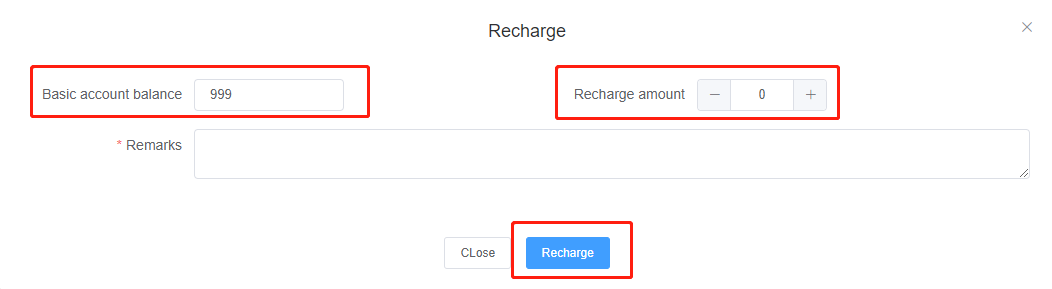 Recharge
Basic account balance 999 Recharge amount 0
* Remarks
CLose Recharge